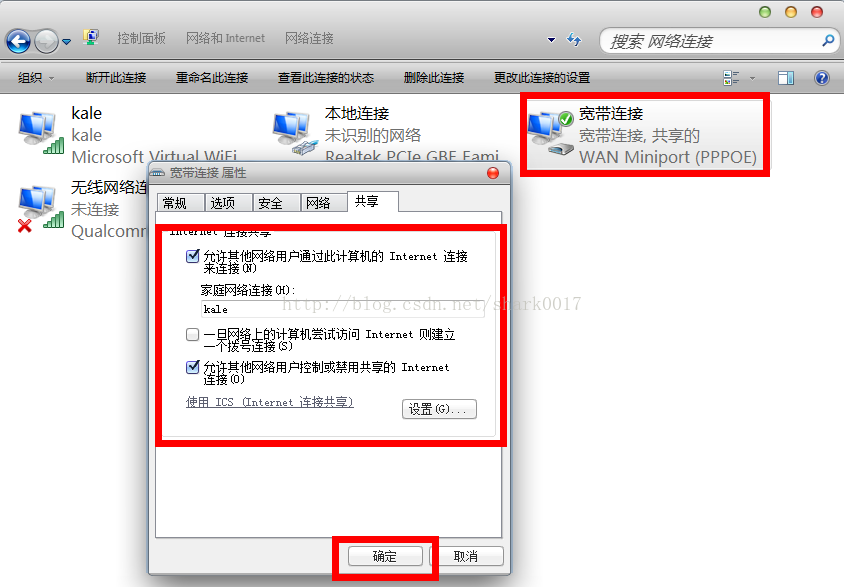 控制面板 网络和 Internet 网络连接
搜索 网络连接
组织 断开此连接 重命名此连接 查看此连接的状态 删除此连接 更改此连接的设置
kale
kale
Microsoft Virtual WiFi
本地连接
未识别的网络
Realtek PCIe GBE Fami
宽带连接
宽带连接, 共享的
WAN Miniport (PPPOE)
无线网络连
未连接
Qualcomm
宽带连接 属性
常规 选项 安全 网络 共享
Internet 连接共享
允许其他网络用户通过此计算机的 Internet 连接
来连接(N)
家庭网络连接(H):
kale
http://blog.csdn.net/shark0017
一旦网络上的计算机尝试访问 Internet 则建立
一个拨号连接(S)
允许其他网络用户控制或禁用共享的 Internet
连接(O)
使用 ICS (Internet 连接共享)
设置(G)...
确定 取消